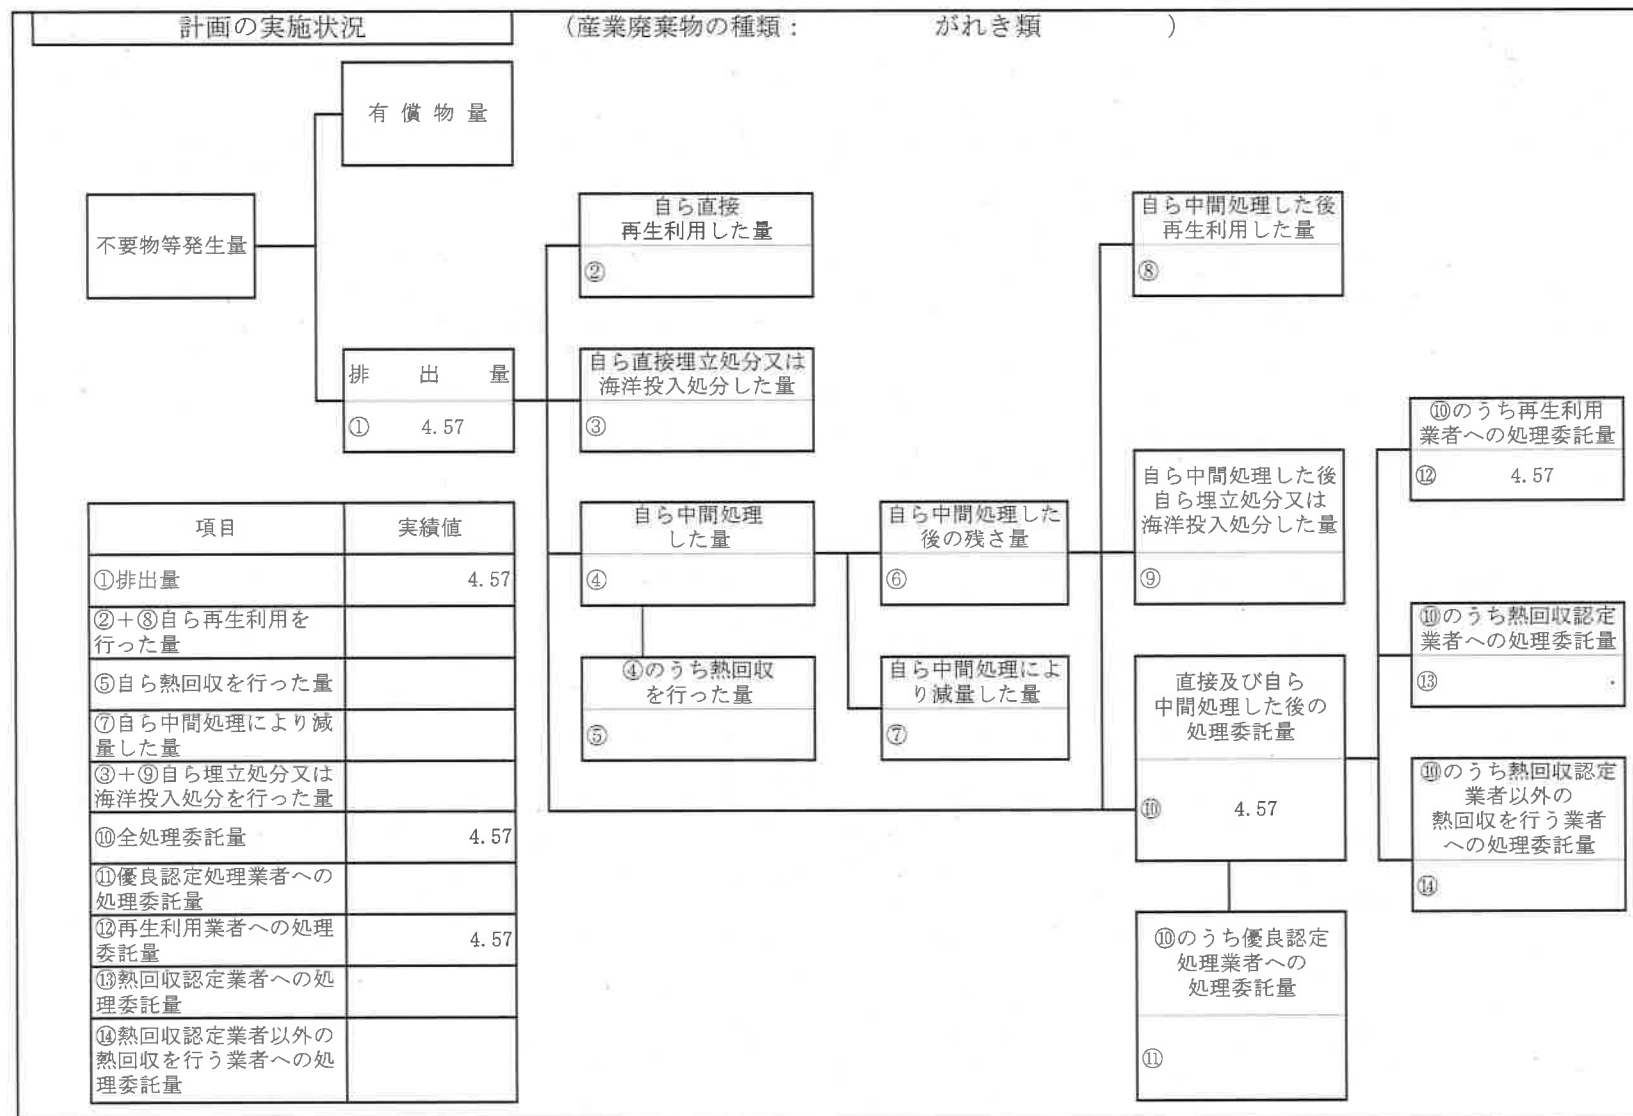 計画の実施状況
(産業廃棄物の種類: がれき類 )
有償物量
不要物等発生量
排出量
① 4.57
自ら直接
再生利用した量
②
自ら直接埋立処分又は
海洋投入処分した量
③
自ら中間処理
した量
④
④のうち熱回収
を行った量
⑤
自ら中間処理した
後の残さ量
⑥
自ら中間処理によ
り減量した量
⑦
自ら中間処理した後
再生利用した量
⑧
自ら中間処理した後
自ら埋立処分又は
海洋投入処分した量
⑨
直接及び自ら
中間処理した後の
処理委託量
⑩ 4.57
⑩のうち優良認定
処理業者への
処理委託量
⑪
⑩のうち再生利用
業者への処理委託量
⑫ 4.57
⑩のうち熱回収認定
業者への処理委託量
⑬
⑩のうち熱回収認定
業者以外の
熱回収を行う業者
への処理委託量
⑭
項目 実績値
①排出量 4.57
②+⑧自ら再生利用を
行った量
⑤自ら熱回収を行った量
⑦自ら中間処理により減
量した量
③+⑨自ら埋立処分又は
海洋投入処分を行った量
⑩全処理委託量 4.57
⑪優良認定処理業者への
処理委託量
⑫再生利用業者への処理
委託量 4.57
⑬熱回収認定業者への処
理委託量
⑭熱回収認定業者以外の
熱回収を行う業者への処
理委託量